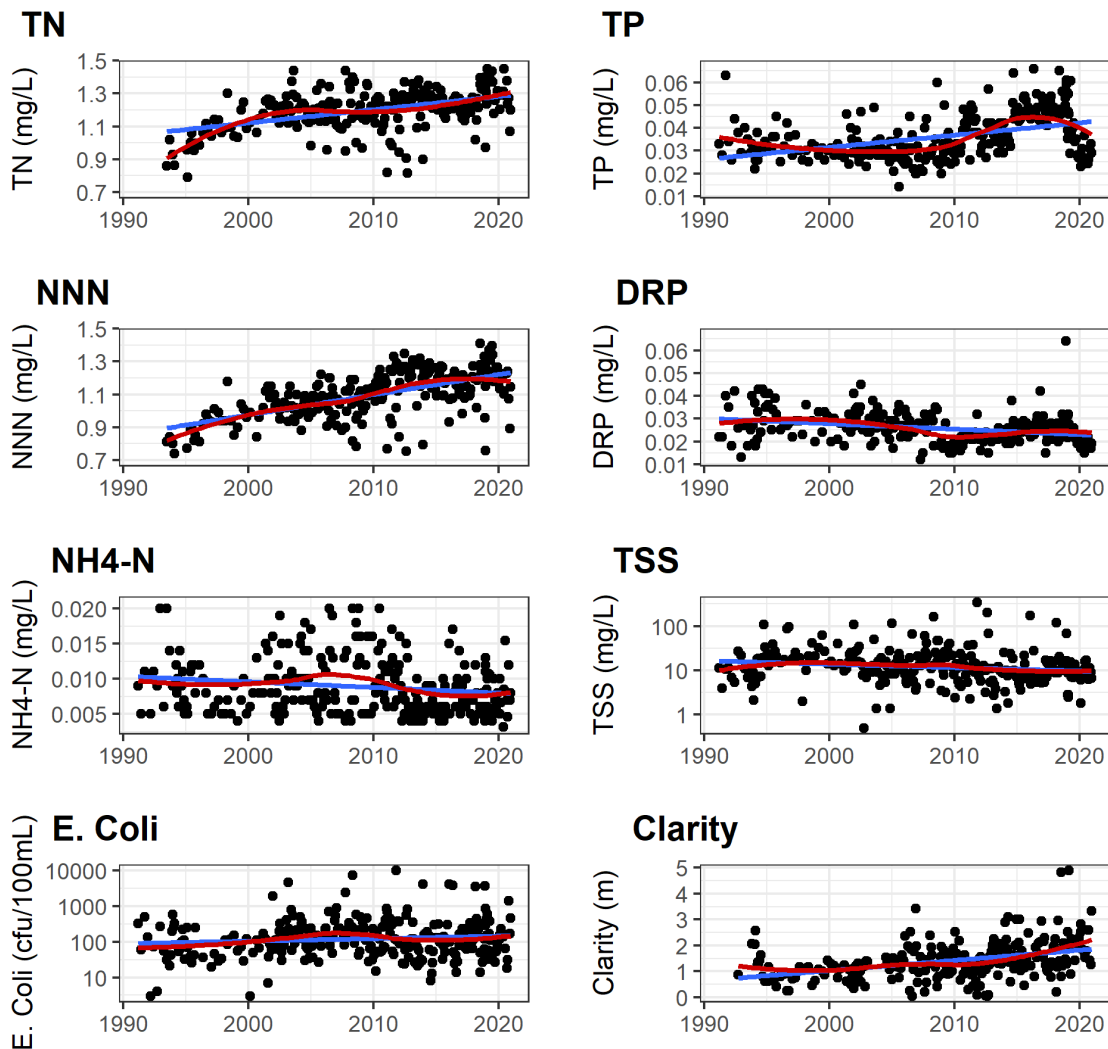 TN
TN (mg/L)
1.5
1.3
1.1
0.9
0.7
1990 2000 2010 2020
TP
TP (mg/L)
0.06
0.05
0.04
0.03
0.02
0.01
1990 2000 2010 2020
NNN
NNN (mg/L)
1.5
1.3
1.1
0.9
0.7
1990 2000 2010 2020
DRP
DRP (mg/L)
0.06
0.05
0.04
0.03
0.02
0.01
1990 2000 2010 2020
NH4-N
NH4-N (mg/L)
0.020
0.015
0.010
0.005
1990 2000 2010 2020
TSS
TSS (mg/L)
100
10
1
1990 2000 2010 2020
E. Coli
E. Coli (cfu/100mL)
10000
1000
100
10
1990 2000 2010 2020
Clarity
Clarity (m)
5
4
3
2
1
0
1990 2000 2010 2020